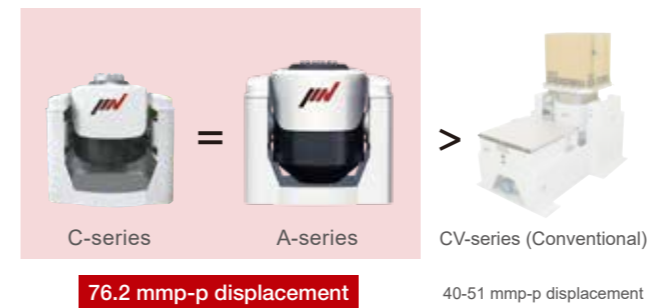 =
>
C-series
A-series
CV-series (Conventional)
76.2 mmp-p displacement
40-51 mmp-p displacement